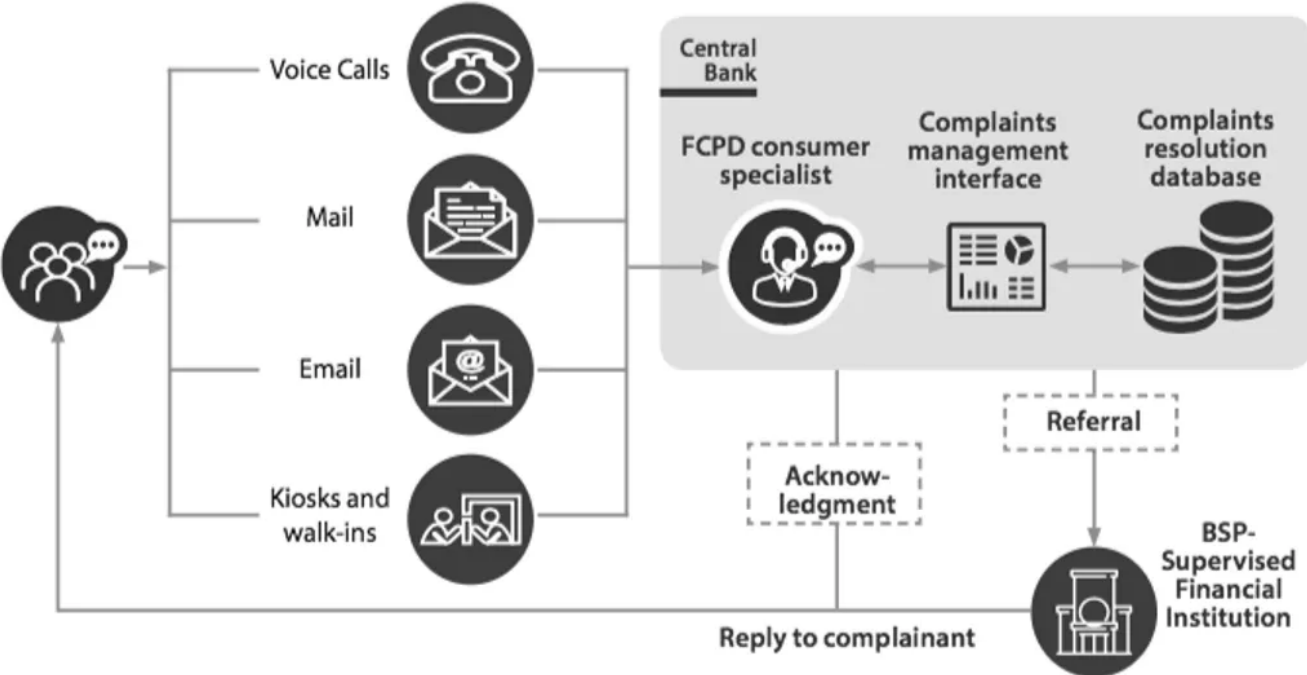 Voice Calls
Mail
Email
Kiosks and
walk-ins
Central
Bank
FCPD consumer
specialist
Complaints
management
interface
Complaints
resolution
database
@
Acknow-
ledgment
Referral
BSP-
Supervised
Financial
Institution
Reply to complainant